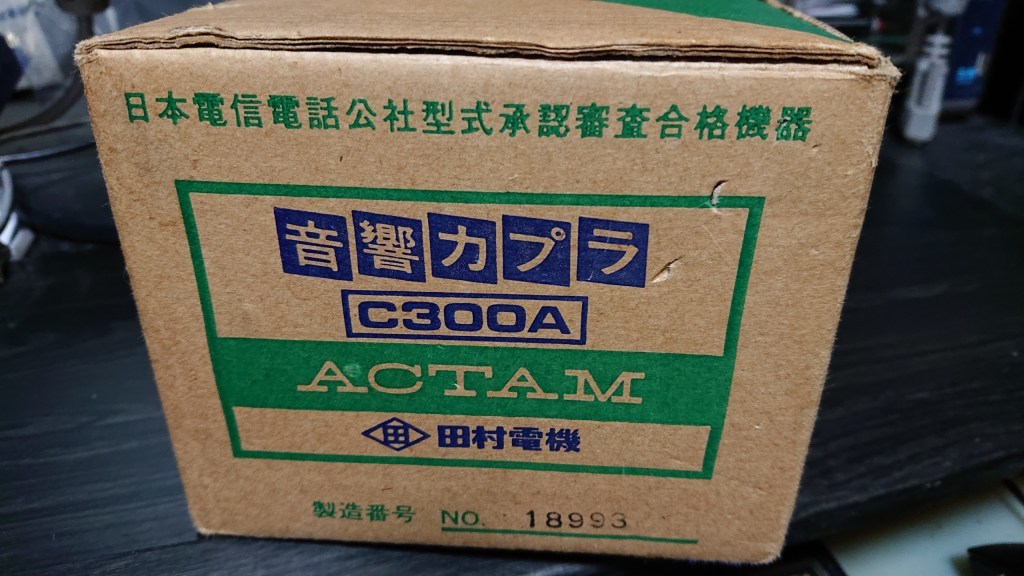 日本電信電話公社型式承認審査合格機器
音響カプラ
C300A
ACTAM
田 田村電機
製造番号 NO. 18993